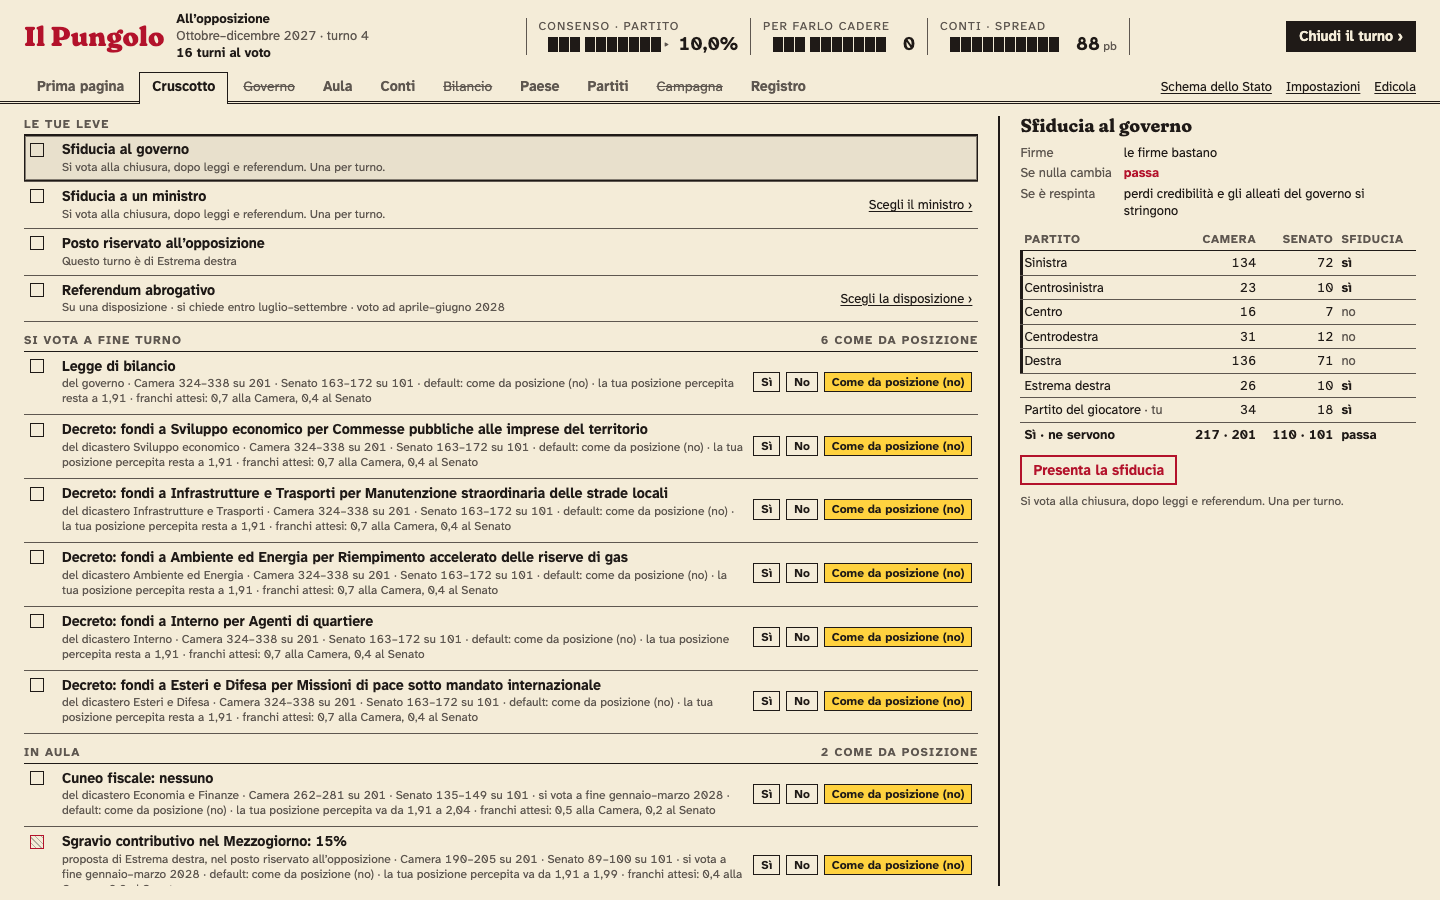 Il Pungolo
All’opposizione
Ottobre–dicembre 2027 · turno 4
16 turni al voto
CONSENSO · PARTITO
10,0%
PER FARLO CADERE
0
CONTI · SPREAD
88 pb
Chiudi il turno ›
Prima pagina
Cruscotto
Governo
Aula
Conti
Bilancio
Paese
Partiti
Campagna
Registro
Schema dello Stato
Impostazioni
Edicola
LE TUE LEVE
Sfiducia al governo
Si vota alla chiusura, dopo leggi e referendum. Una per turno.
Sfiducia a un ministro
Si vota alla chiusura, dopo leggi e referendum. Una per turno.
Scegli il ministro ›
Posto riservato all’opposizione
Questo turno è di Estrema destra
Referendum abrogativo
Su una disposizione · si chiede entro luglio–settembre · voto ad aprile–giugno 2028
Scegli la disposizione ›
SI VOTA A FINE TURNO
6 COME DA POSIZIONE
Legge di bilancio
del governo · Camera 324–338 su 201 · Senato 163–172 su 101 · default: come da posizione (no) · la tua posizione percepita
resta a 1,91 · franchi attesi: 0,7 alla Camera, 0,4 al Senato
Sì No Come da posizione (no)
Decreto: fondi a Sviluppo economico per Commesse pubbliche alle imprese del territorio
del dicastero Sviluppo economico · Camera 324–338 su 201 · Senato 163–172 su 101 · default: come da posizione (no) · la tua
posizione percepita resta a 1,91 · franchi attesi: 0,7 alla Camera, 0,4 al Senato
Sì No Come da posizione (no)
Decreto: fondi a Infrastrutture e Trasporti per Manutenzione straordinaria delle strade locali
del dicastero Infrastrutture e Trasporti · Camera 324–338 su 201 · Senato 163–172 su 101 · default: come da posizione (no) ·
la tua posizione percepita resta a 1,91 · franchi attesi: 0,7 alla Camera, 0,4 al Senato
Sì No Come da posizione (no)
Decreto: fondi a Ambiente ed Energia per Riempimento accelerato delle riserve di gas
del dicastero Ambiente ed Energia · Camera 324–338 su 201 · Senato 163–172 su 101 · default: come da posizione (no) · la
tua posizione percepita resta a 1,91 · franchi attesi: 0,7 alla Camera, 0,4 al Senato
Sì No Come da posizione (no)
Decreto: fondi a Interno per Agenti di quartiere
del dicastero Interno · Camera 324–338 su 201 · Senato 163–172 su 101 · default: come da posizione (no) · la tua posizione
percepita resta a 1,91 · franchi attesi: 0,7 alla Camera, 0,4 al Senato
Sì No Come da posizione (no)
Decreto: fondi a Esteri e Difesa per Missioni di pace sotto mandato internazionale
del dicastero Esteri e Difesa · Camera 324–338 su 201 · Senato 163–172 su 101 · default: come da posizione (no) · la tua
posizione percepita resta a 1,91 · franchi attesi: 0,7 alla Camera, 0,4 al Senato
Sì No Come da posizione (no)
IN AULA
2 COME DA POSIZIONE
Cuneo fiscale: nessuno
del dicastero Economia e Finanze · Camera 262–281 su 201 · Senato 135–149 su 101 · si vota a fine gennaio–marzo 2028 ·
default: come da posizione (no) · la tua posizione percepita va da 1,91 a 2,04 · franchi attesi: 0,5 alla Camera, 0,2 al Senato
Sì No Come da posizione (no)
Sgravio contributivo nel Mezzogiorno: 15%
proposta di Estrema destra, nel posto riservato all’opposizione · Camera 190–205 su 201 · Senato 89–100 su 101 · si vota a
fine gennaio–marzo 2028 · default: come da posizione (no) · la tua posizione percepita va da 1,91 a 1,99 · franchi attesi: 0,4 alla
Sì No Come da posizione (no)
Sfiducia al governo
Firme le firme bastano
Se nulla cambia passa
Se è respinta perdi credibilità e gli alleati del governo si
stringono
PARTITO CAMERA SENATO SFIDUCIA
Sinistra 134 72 sì
Centrosinistra 23 10 sì
Centro 16 7 no
Centrodestra 31 12 no
Destra 136 71 no
Estrema destra 26 10 sì
Partito del giocatore · tu 34 18 sì
Sì · ne servono 217 · 201 110 · 101 passa
Presenta la sfiducia
Si vota alla chiusura, dopo leggi e referendum. Una per turno.